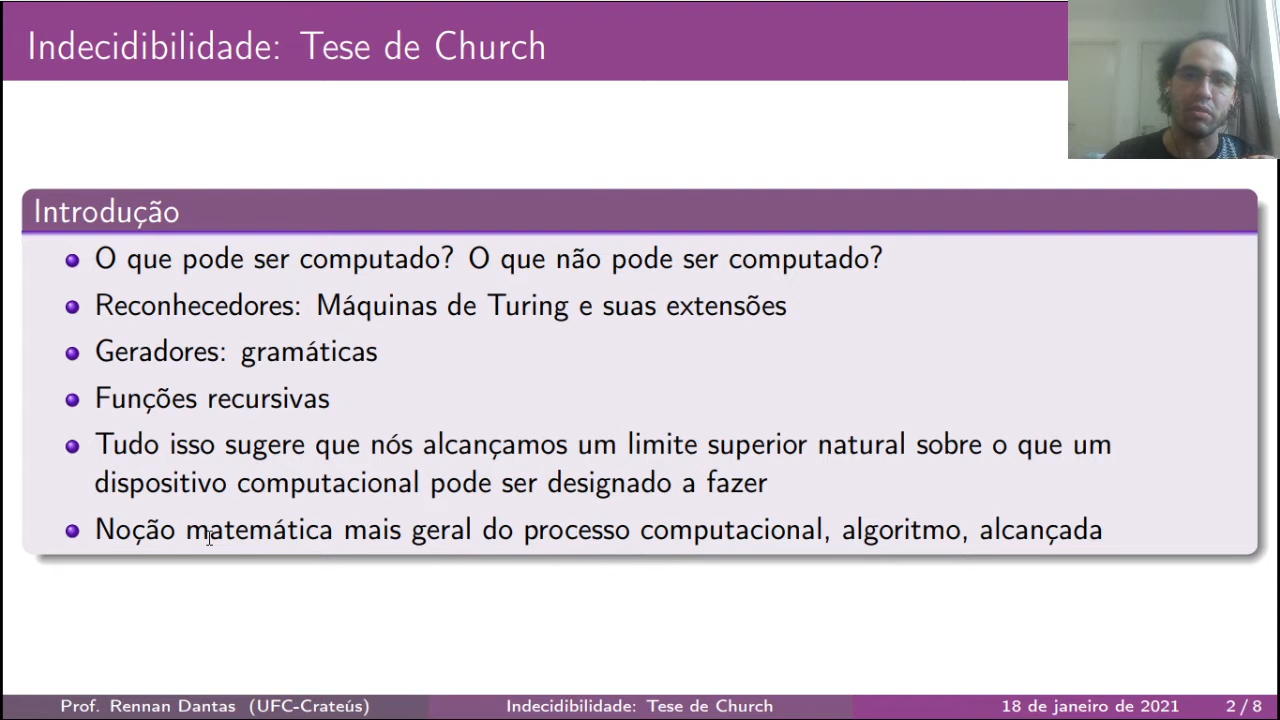 Indecidibilidade: Tese de Church
Introdução
O que pode ser computado? O que não pode ser computado?
Reconhecedores: Máquinas de Turing e suas extensões
Geradores: gramáticas
Funções recursivas
Tudo isso sugere que nós alcançamos um limite superior natural sobre o que um
dispositivo computacional pode ser designado a fazer
Noção matemática mais geral do processo computacional, algoritmo, alcançada
Prof. Rennan Dantas (UFC-Crateús) Indecidibilidade: Tese de Church 18 de janeiro de 2021 2 / 8